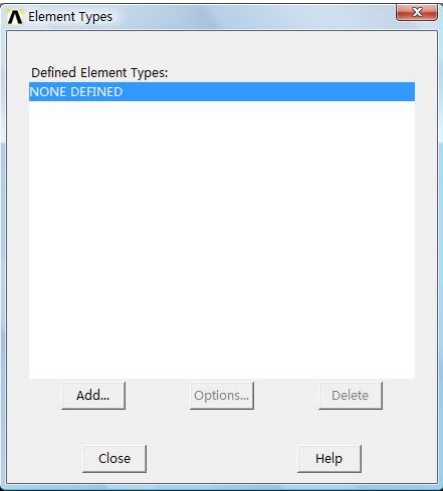 Element Types
Defined Element Types:
NONE DEFINED
Add... Options... Delete
Close Help